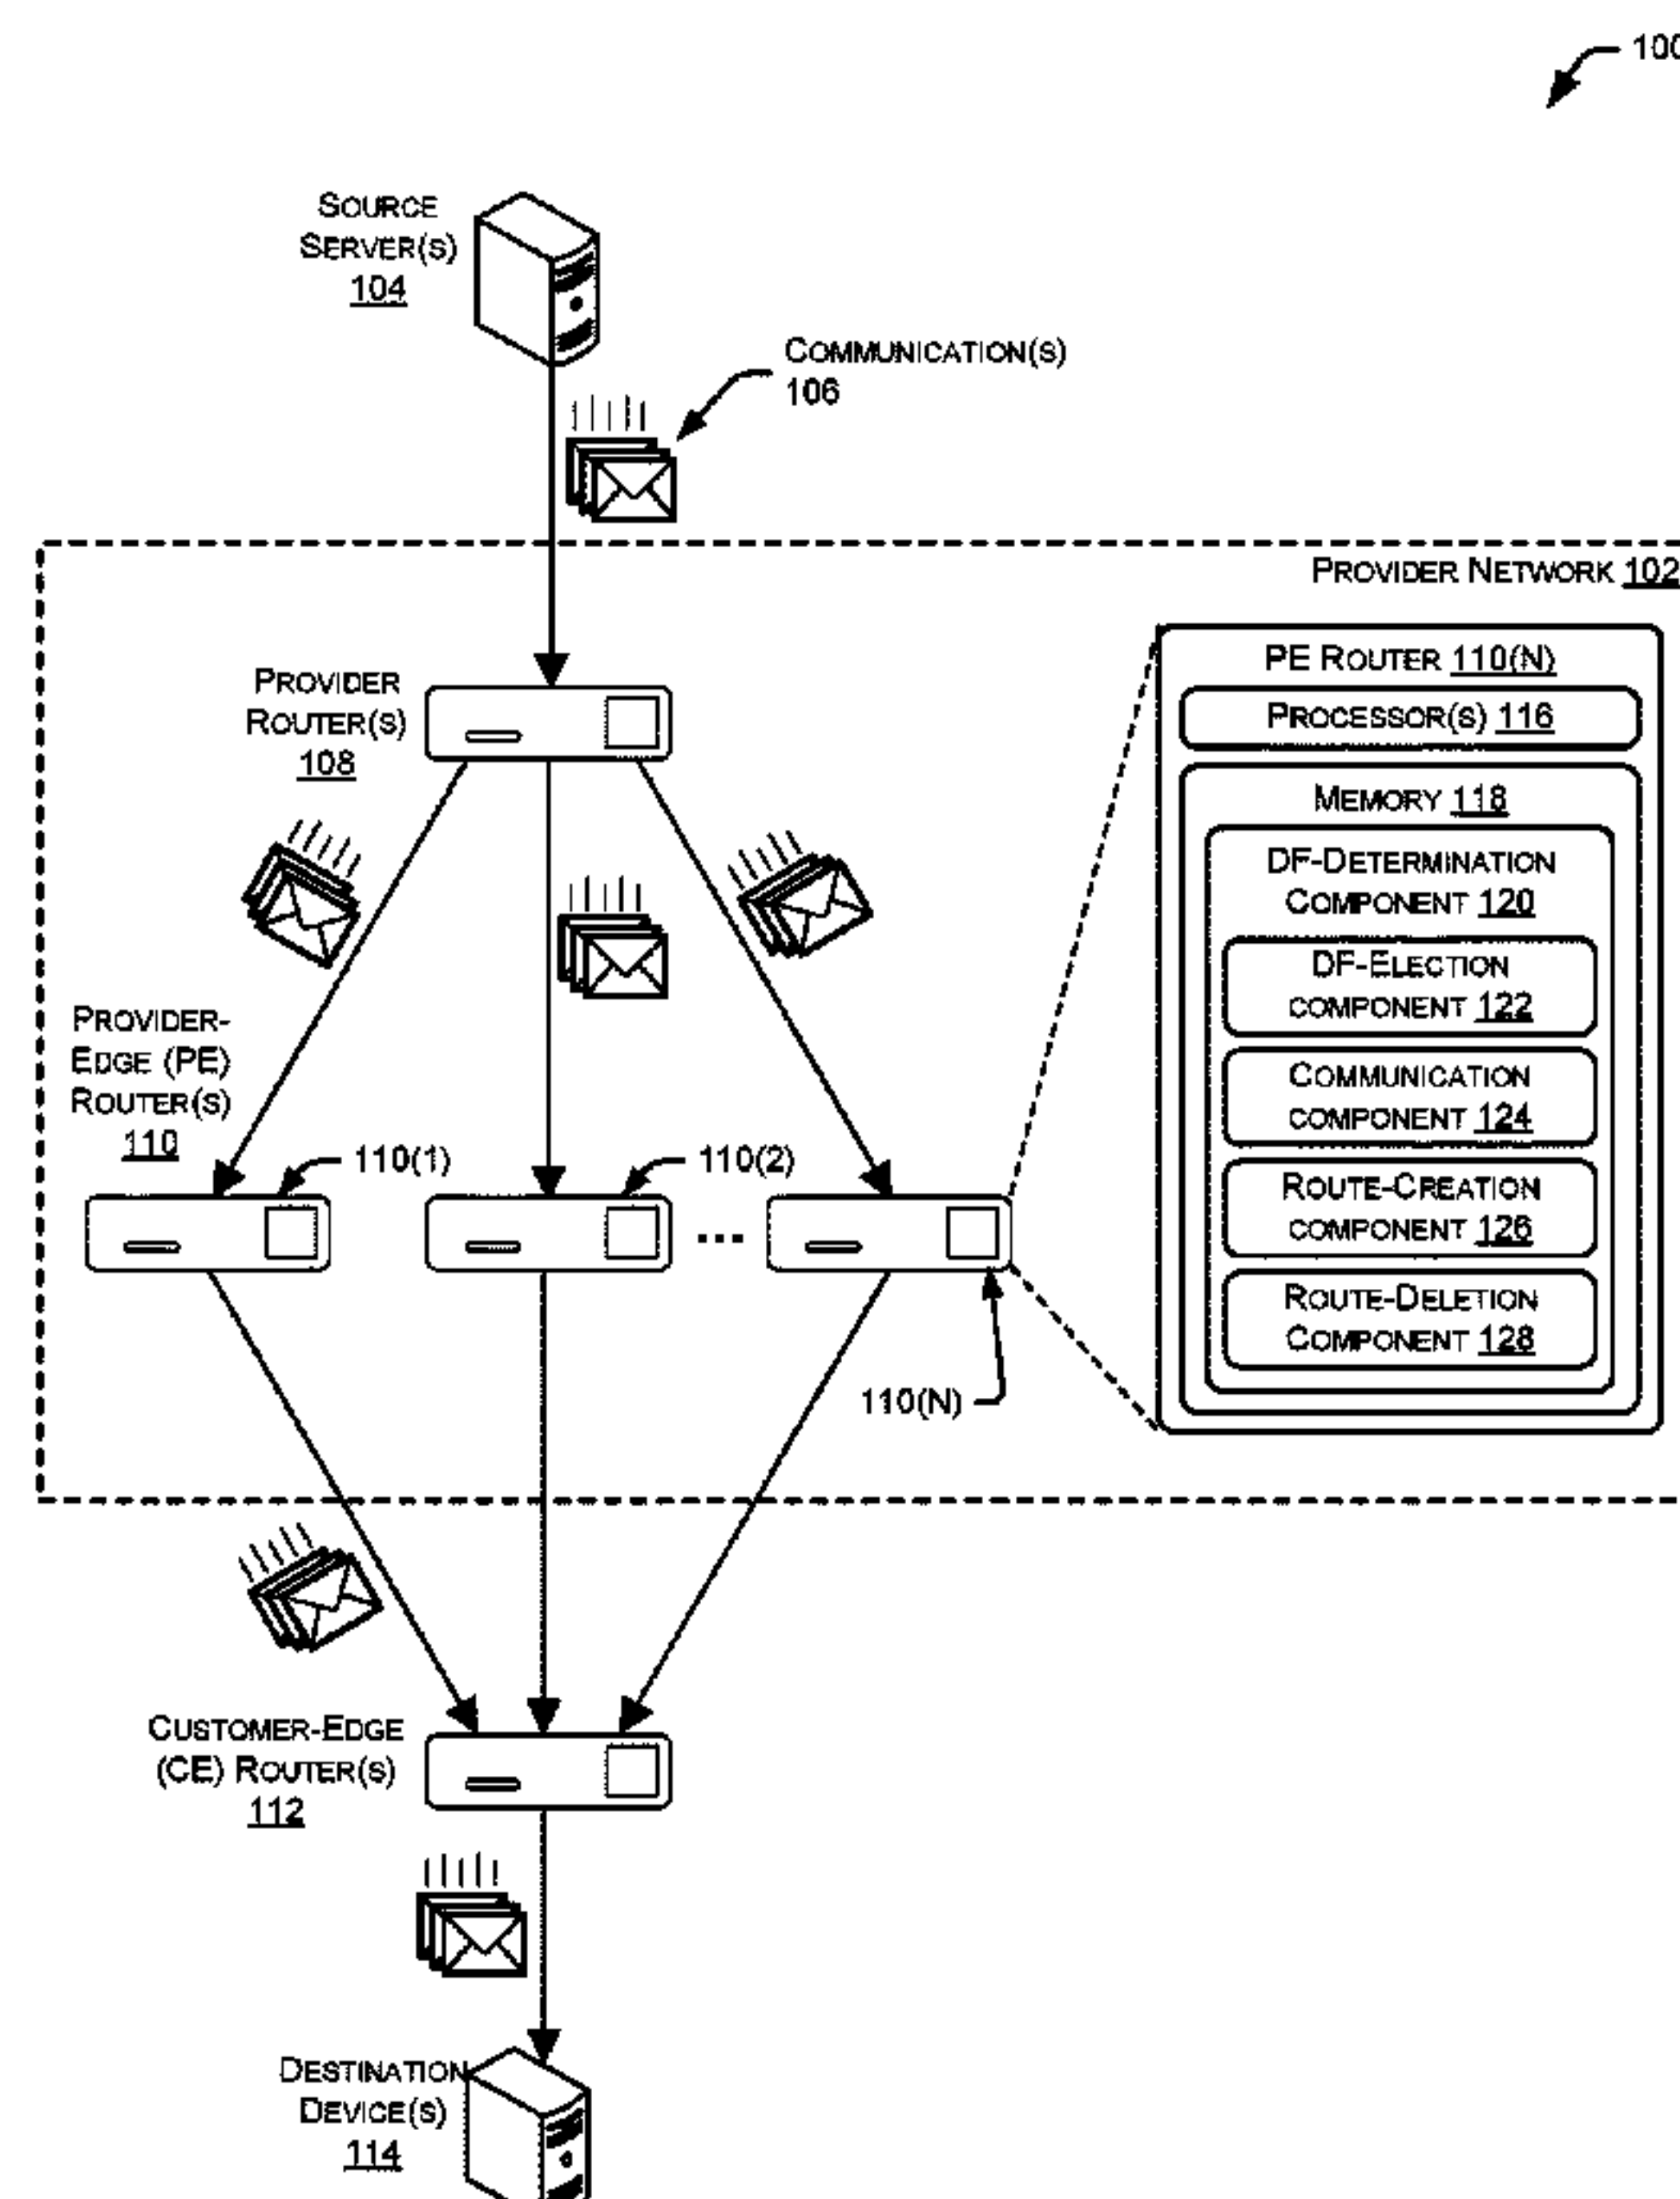 100
SOURCE
SERVER(S)
104
COMMUNICATION(S)
106
PROVIDER NETWORK 102
PROVIDER
ROUTER(S)
108
PE ROUTER 110(N)
PROCESSOR(S) 116
MEMORY 118
DF-DETERMINATION
COMPONENT 120
DF-ELECTION
COMPONENT 122
COMMUNICATION
COMPONENT 124
ROUTE-CREATION
COMPONENT 126
ROUTE-DELETION
COMPONENT 128
PROVIDER-
EDGE (PE)
ROUTER(S)
110
110(1)
110(2)
...
110(N)
CUSTOMER-EDGE
(CE) ROUTER(S)
112
DESTINATION
DEVICE(S)
114